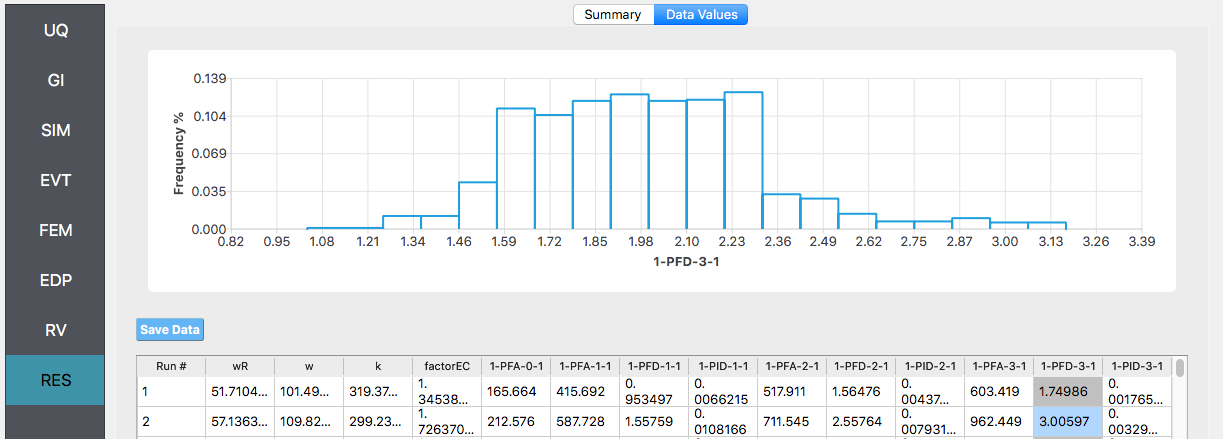 Summary Data Values
UQ
GI
SIM
EVT
FEM
EDP
RV
RES
Frequency %
0.139
0.104
0.069
0.035
0.000
0.82 0.95 1.08 1.21 1.34 1.46 1.59 1.72 1.85 1.98 2.10 2.23 2.36 2.49 2.62 2.75 2.87 3.00 3.13 3.26 3.39
1-PFD-3-1
Save Data
Run # wR w k factorEC 1-PFA-0-1 1-PFA-1-1 1-PFD-1-1 1-PID-1-1 1-PFA-2-1 1-PFD-2-1 1-PID-2-1 1-PFA-3-1 1-PFD-3-1 1-PID-3-1
1 51.7104... 101.49... 319.37... 1. 34538... 165.664 415.692 0. 953497 0. 0066215 517.911 1.56476 0. 00437... 603.419 1.74986 0. 001765...
2 57.1363... 109.82... 299.23... 1. 726370... 212.576 587.728 1.55759 0. 0108166 711.545 2.55764 0. 007931... 962.449 3.00597 0. 00329...